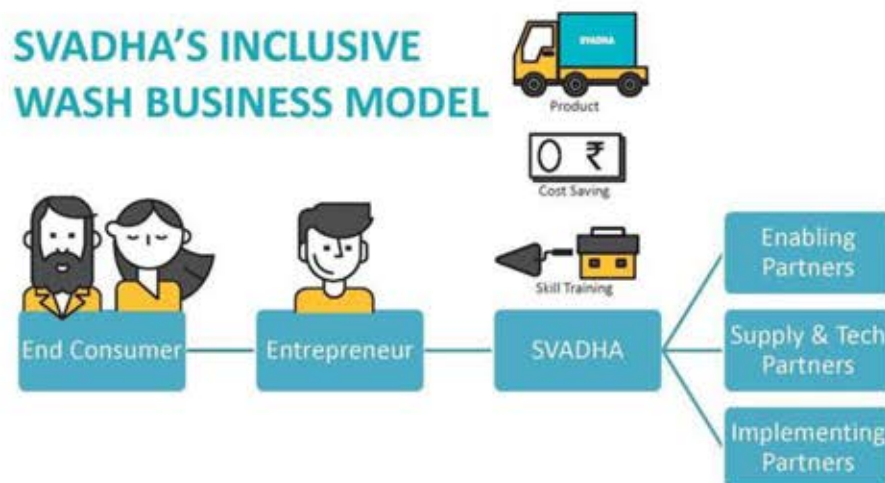 SVADHA'S INCLUSIVE
WASH BUSINESS MODEL
SVADHA
Product
0 ₹
Cost Saving
Skill Training
End Consumer
Entrepreneur
SVADHA
Enabling
Partners
Supply & Tech
Partners
Implementing
Partners